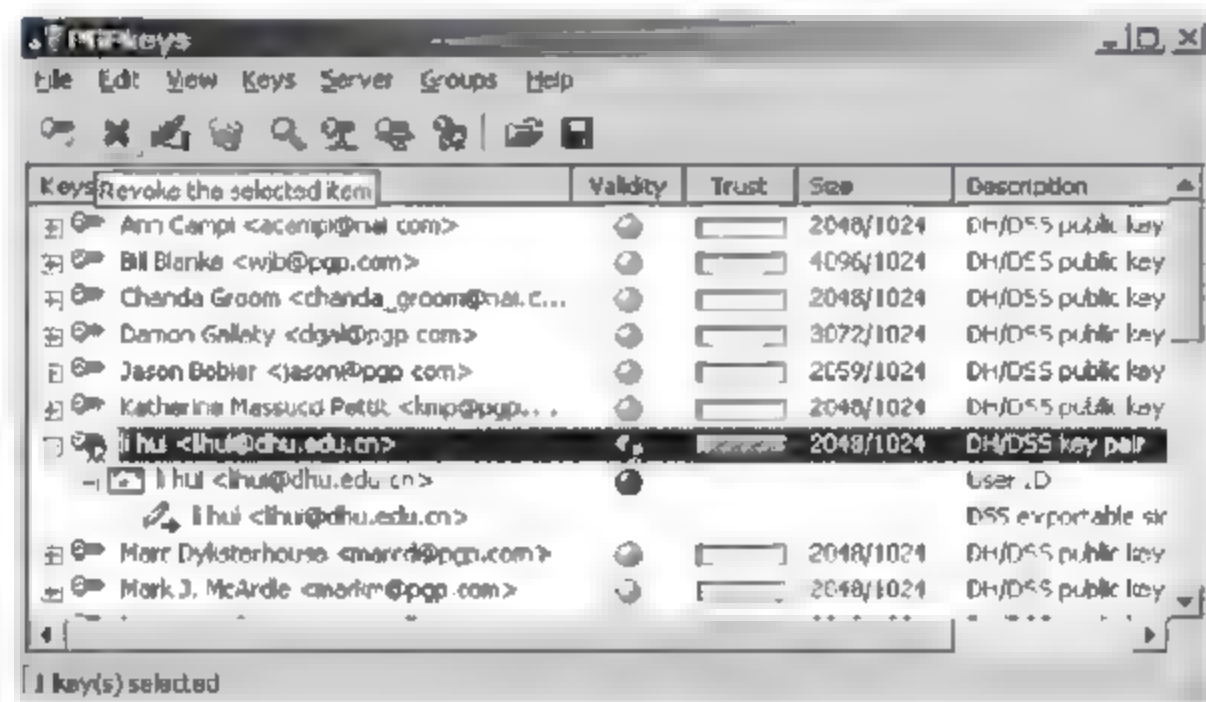 PGPkeys
File Edit View Keys Server Groups Help
Keys Revoke the selected item Validity Trust Size Description
Ann Campi <acampi@nai.com> 2048/1024 DH/DSS public key
Bill Blanke <wjb@pgp.com> 4096/1024 DH/DSS public key
Chanda Groom <chanda_groom@nai.c... 2048/1024 DH/DSS public key
Damon Gallaty <dgal@pgp.com> 3072/1024 DH/DSS public key
Jason Bobier <jason@pgp.com> 2059/1024 DH/DSS public key
Katherine Massucci Petitt <kmp@pgp... 2048/1024 DH/DSS public key
li hui <lihui@dhu.edu.cn> 2048/1024 DH/DSS key pair
li hui <lihui@dhu.edu.cn> User ID
li hui <lihui@dhu.edu.cn> DSS exportable sig
Marc Dyksterhouse <marcd@pgp.com> 2048/1024 DH/DSS public key
Mark J. McArdle <markm@pgp.com> 2048/1024 DH/DSS public key
1 key(s) selected